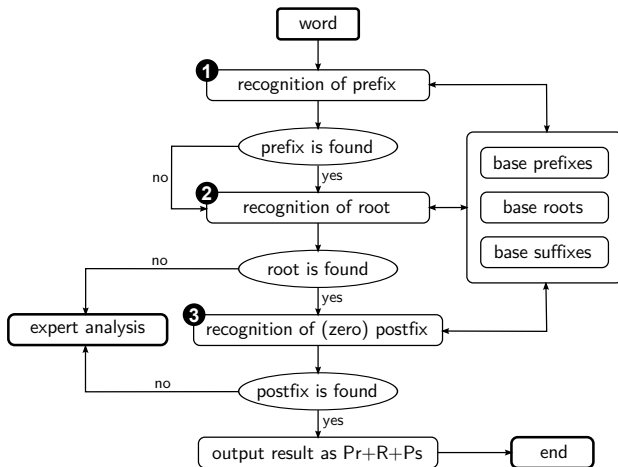 word
1
recognition of prefix
prefix is found
no
yes
base prefixes
2
recognition of root
base roots
base suffixes
no
root is found
yes
expert analysis
3
recognition of (zero) postfix
no
postfix is found
yes
output result as Pr+R+Ps
end